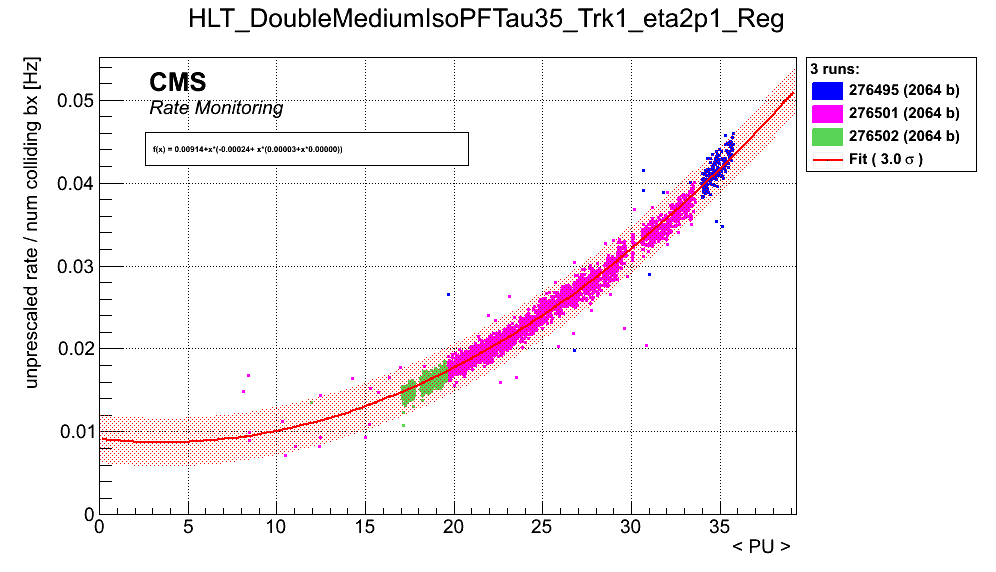 HLT_DoubleMediumIsoPFTau35_Trk1_eta2p1_Reg
unprescaled rate / num colliding bx [Hz]
CMS
Rate Monitoring
f(x) = 0.00914+x*(-0.00024+ x*(0.00003+x*0.00000))
0.05
0.04
0.03
0.02
0.01
0
0 5 10 15 20 25 30 35
< PU >
3 runs:
276495 (2064 b)
276501 (2064 b)
276502 (2064 b)
Fit ( 3.0 σ )